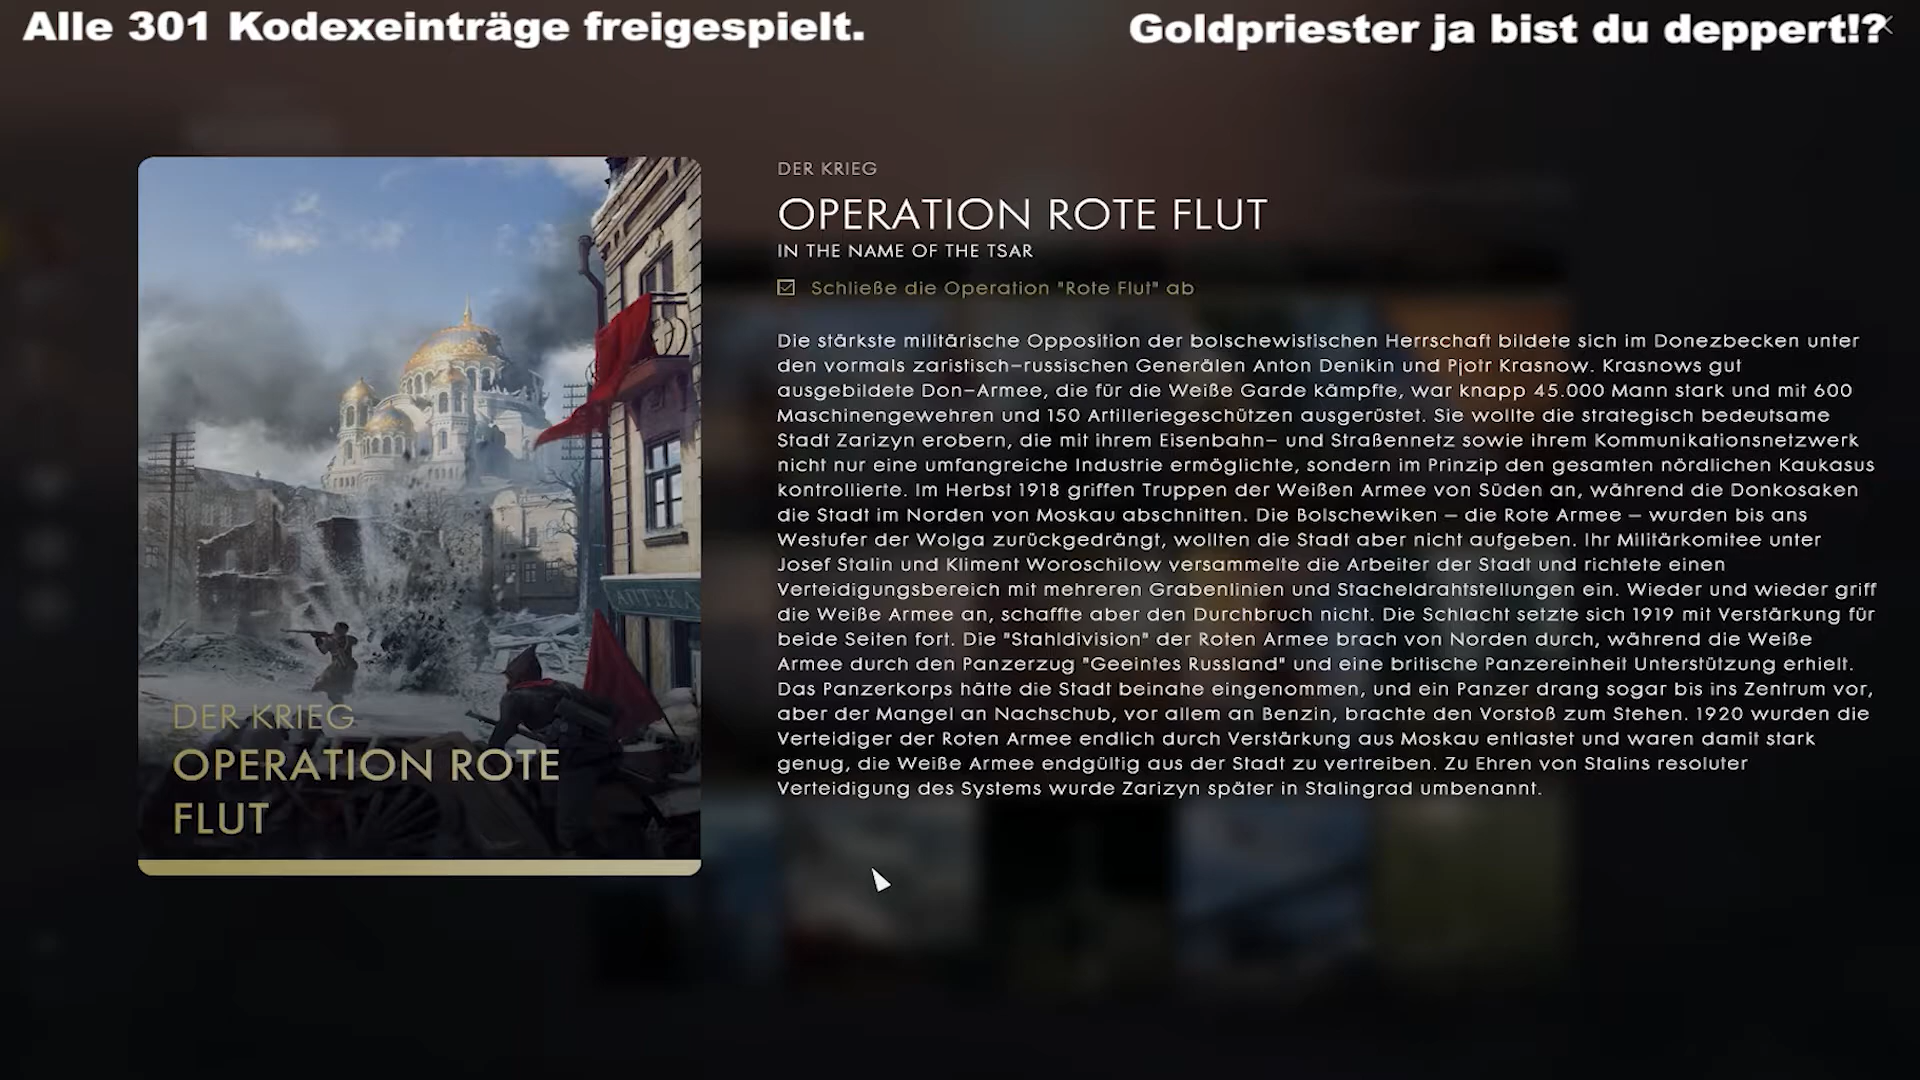 Alle 301 Kodexeinträge freigespielt.
Goldpriester ja bist du deppert!?
DER KRIEG
OPERATION ROTE FLUT
IN THE NAME OF THE TSAR
Schließe die Operation "Rote Flut" ab
Die stärkste militärische Opposition der bolschewistischen Herrschaft bildete sich im Donezbecken unter
den vormals zaristisch-russischen Generälen Anton Denikin und Pjotr Krasnow. Krasnows gut
ausgebildete Don-Armee, die für die Weiße Garde kämpfte, war knapp 45.000 Mann stark und mit 600
Maschinengewehren und 150 Artilleriegeschützen ausgerüstet. Sie wollte die strategisch bedeutsame
Stadt Zarizyn erobern, die mit ihrem Eisenbahn- und Straßennetz sowie ihrem Kommunikationsnetzwerk
nicht nur eine umfangreiche Industrie ermöglichte, sondern im Prinzip den gesamten nördlichen Kaukasus
kontrollierte. Im Herbst 1918 griffen Truppen der Weißen Armee von Süden an, während die Donkosaken
die Stadt im Norden von Moskau abschnitten. Die Bolschewiken – die Rote Armee – wurden bis ans
Westufer der Wolga zurückgedrängt, wollten die Stadt aber nicht aufgeben. Ihr Militärkomitee unter
Josef Stalin und Kliment Woroschilow versammelte die Arbeiter der Stadt und richtete einen
Verteidigungsbereich mit mehreren Grabenlinien und Stacheldrahtstellungen ein. Wieder und wieder griff
die Weiße Armee an, schaffte aber den Durchbruch nicht. Die Schlacht setzte sich 1919 mit Verstärkung für
beide Seiten fort. Die "Stahldivision" der Roten Armee brach von Norden durch, während die Weiße
Armee durch den Panzerzug "Geeintes Russland" und eine britische Panzereinheit Unterstützung erhielt.
Das Panzerkorps hätte die Stadt beinahe eingenommen, und ein Panzer drang sogar bis ins Zentrum vor,
aber der Mangel an Nachschub, vor allem an Benzin, brachte den Vorstoß zum Stehen. 1920 wurden die
Verteidiger der Roten Armee endlich durch Verstärkung aus Moskau entlastet und waren damit stark
genug, die Weiße Armee endgültig aus der Stadt zu vertreiben. Zu Ehren von Stalins resoluter
Verteidigung des Systems wurde Zarizyn später in Stalingrad umbenannt.
АПТЕКА
DER KRIEG
OPERATION ROTE
FLUT